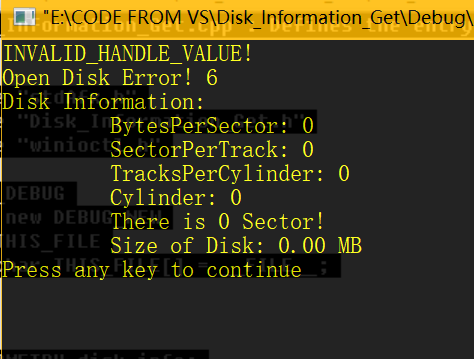 "E:\CODE FROM VS\Disk_Information_Get\Debug\
INVALID_HANDLE_VALUE!
Open Disk Error! 6
Disk Information:
BytesPerSector: 0
SectorPerTrack: 0
TracksPerCylinder: 0
Cylinder: 0
There is 0 Sector!
Size of Disk: 0.00 MB
Press any key to continue